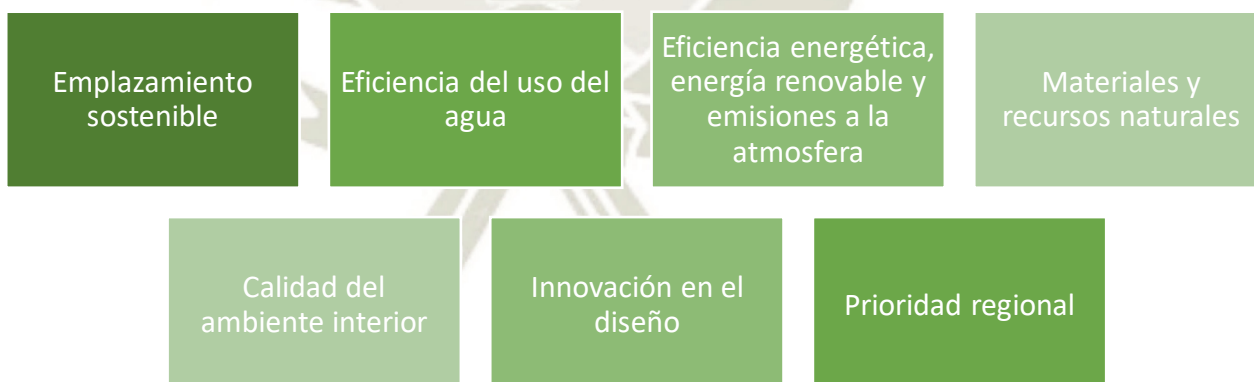 Emplazamiento
sostenible
Eficiencia del uso del
agua
Eficiencia energética,
energía renovable y
emisiones a la
atmosfera
Materiales y
recursos naturales
Calidad del
ambiente interior
Innovación en el
diseño
Prioridad regional